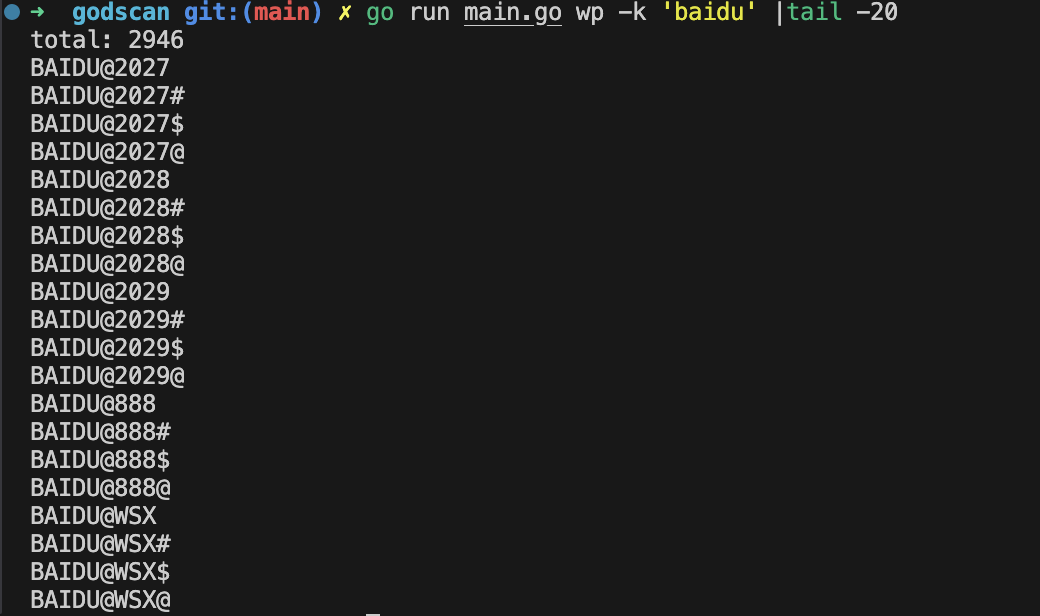 ➜ godscan git:(main) ✗ go run main.go wp -k 'baidu' |tail -20
total: 2946
BAIDU@2027
BAIDU@2027#
BAIDU@2027$
BAIDU@2027@
BAIDU@2028
BAIDU@2028#
BAIDU@2028$
BAIDU@2028@
BAIDU@2029
BAIDU@2029#
BAIDU@2029$
BAIDU@2029@
BAIDU@888
BAIDU@888#
BAIDU@888$
BAIDU@888@
BAIDU@WSX
BAIDU@WSX#
BAIDU@WSX$
BAIDU@WSX@